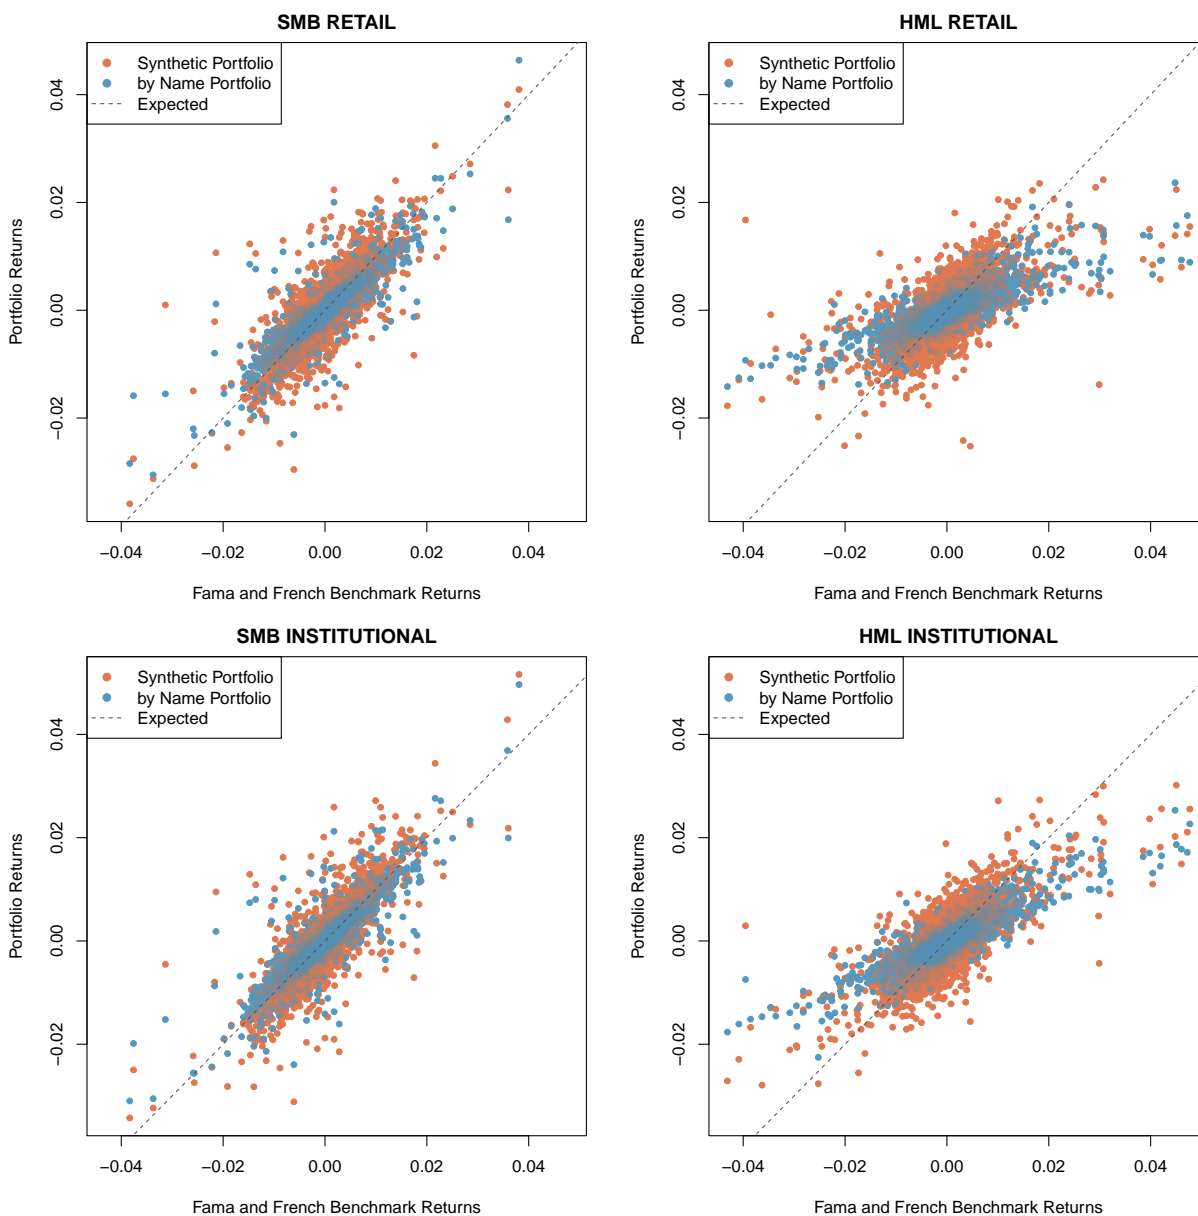 SMB RETAIL
Synthetic Portfolio
by Name Portfolio
Expected
Portfolio Returns
0.04
0.02
0.00
−0.02
−0.04
−0.02
0.00
0.02
0.04
Fama and French Benchmark Returns
HML RETAIL
Synthetic Portfolio
by Name Portfolio
Expected
Portfolio Returns
0.04
0.02
0.00
−0.02
−0.04
−0.02
0.00
0.02
0.04
Fama and French Benchmark Returns
SMB INSTITUTIONAL
Synthetic Portfolio
by Name Portfolio
Expected
Portfolio Returns
0.04
0.02
0.00
−0.02
−0.04
−0.02
0.00
0.02
0.04
Fama and French Benchmark Returns
HML INSTITUTIONAL
Synthetic Portfolio
by Name Portfolio
Expected
Portfolio Returns
0.04
0.02
0.00
−0.02
−0.04
−0.02
0.00
0.02
0.04
Fama and French Benchmark Returns